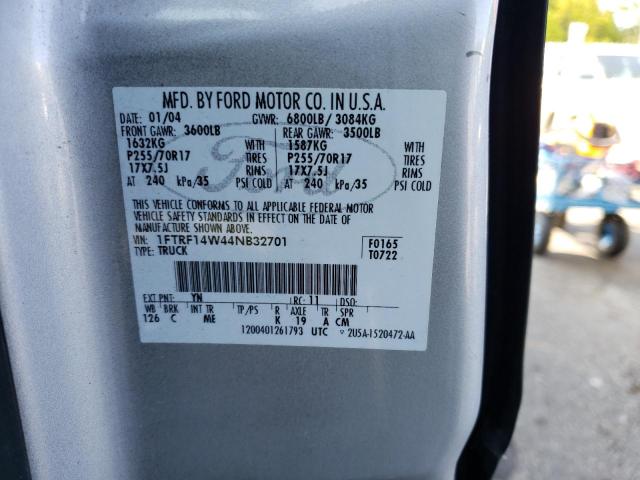 MFD. BY FORD MOTOR CO. IN U.S.A.
DATE: 01/04 GVWR: 6800LB/ 3084KG
FRONT GAWR: 3600LB REAR GAWR: 3500LB
1632KG WITH 1587KG WITH
P255/70R17 TIRES P255/70R17 TIRES
17X7.5J RIMS 17X7.5J RIMS
AT 240 kPa/35 PSI COLD AT 240 kPa/35 PSI COLD
Ford
THIS VEHICLE CONFORMS TO ALL APPLICABLE FEDERAL MOTOR
VEHICLE SAFETY STANDARDS IN EFFECT ON THE DATE OF
MANUFACTURE SHOWN ABOVE.
VIN: 1FTRF14W44NB32701 F0165
TYPE: TRUCK T0722
EXT PNT: YN RC: 11 DSO:
WB BRK INT TR TP/PS R AXLE TR SPR
126 C ME K 19 A CM
1200401261793 UTC 2U5A-1520472-AA